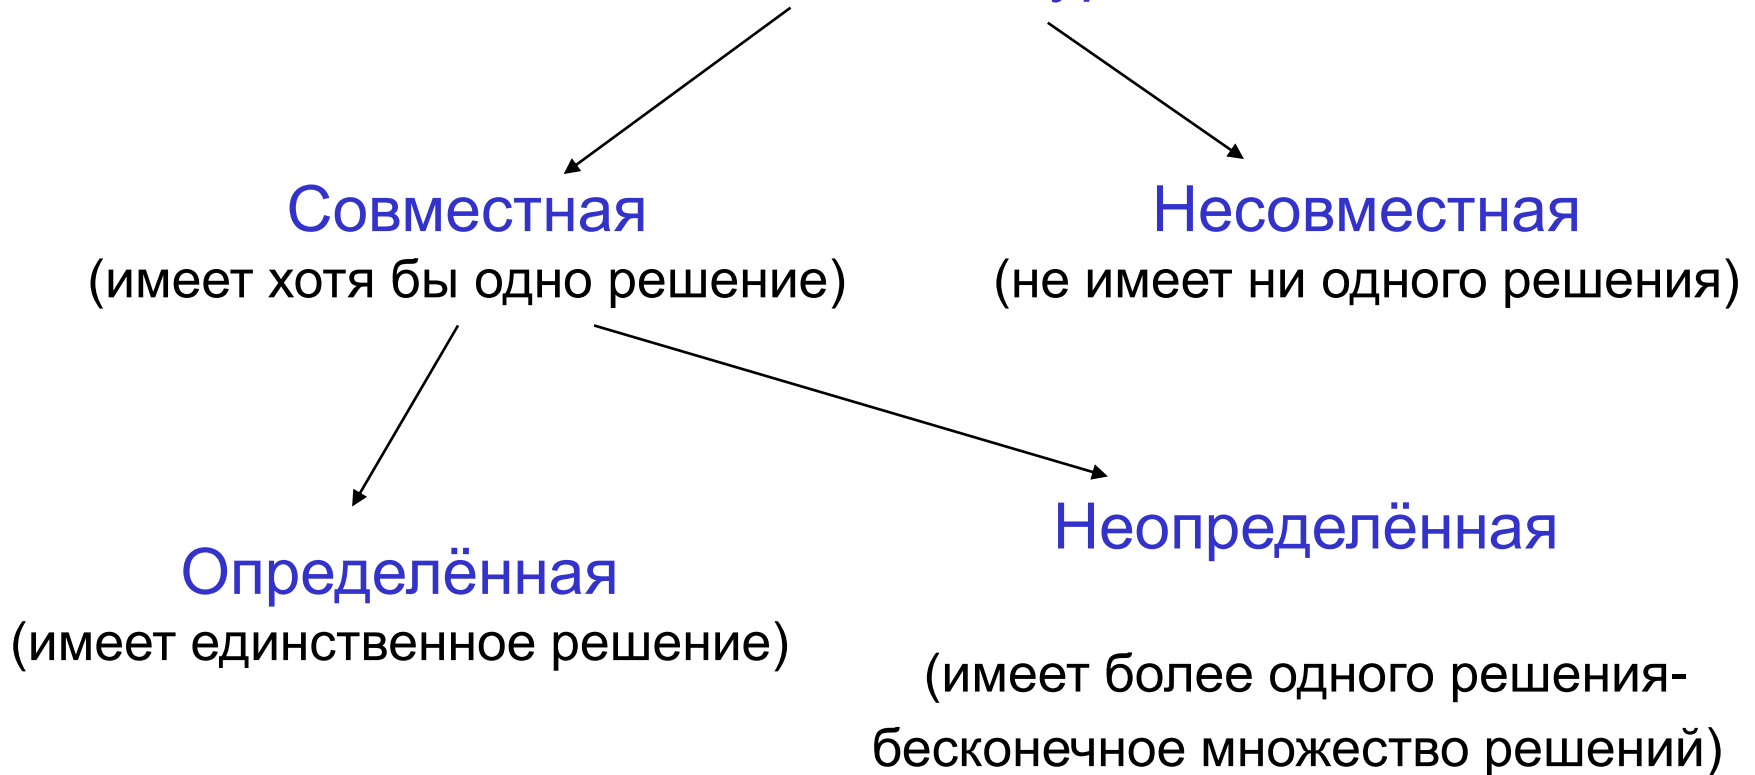 Совместная
Несовместная
(имеет хотя бы одно решение)
(не имеет ни одного решения)
Неопределённая
Определённая
(имеет единственное решение)
(имеет более одного решения-
бесконечное множество решений)